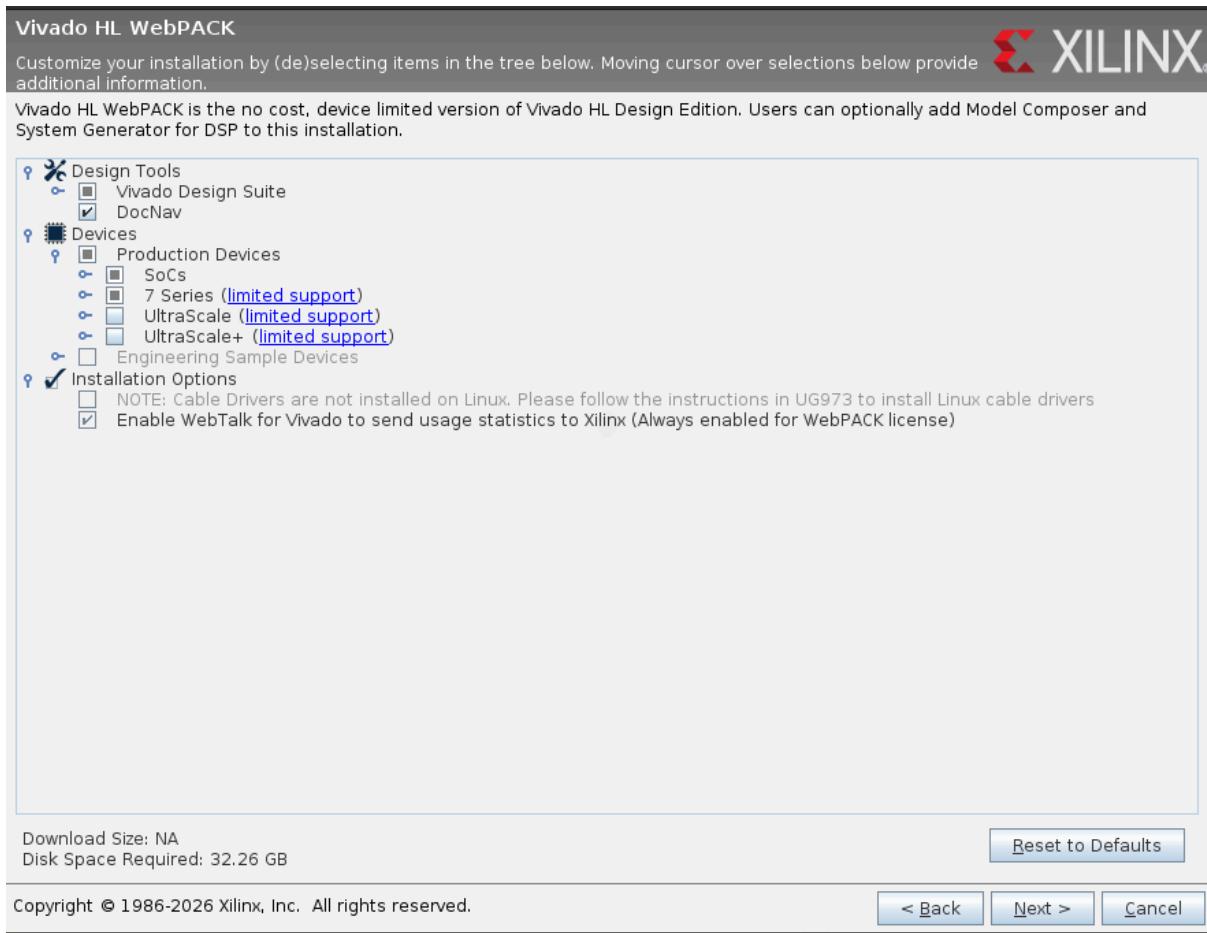 Vivado HL WebPACK
Customize your installation by (de)selecting items in the tree below. Moving cursor over selections below provide
additional information.
XILINX
Vivado HL WebPACK is the no cost, device limited version of Vivado HL Design Edition. Users can optionally add Model Composer and
System Generator for DSP to this installation.
Design Tools
Vivado Design Suite
DocNav
Devices
Production Devices
SoCs
7 Series (limited support)
UltraScale (limited support)
UltraScale+ (limited support)
Engineering Sample Devices
Installation Options
NOTE: Cable Drivers are not installed on Linux. Please follow the instructions in UG973 to install Linux cable drivers
Enable WebTalk for Vivado to send usage statistics to Xilinx (Always enabled for WebPACK license)
Download Size: NA
Disk Space Required: 32.26 GB
Reset to Defaults
Copyright © 1986-2026 Xilinx, Inc. All rights reserved.
< Back
Next >
Cancel